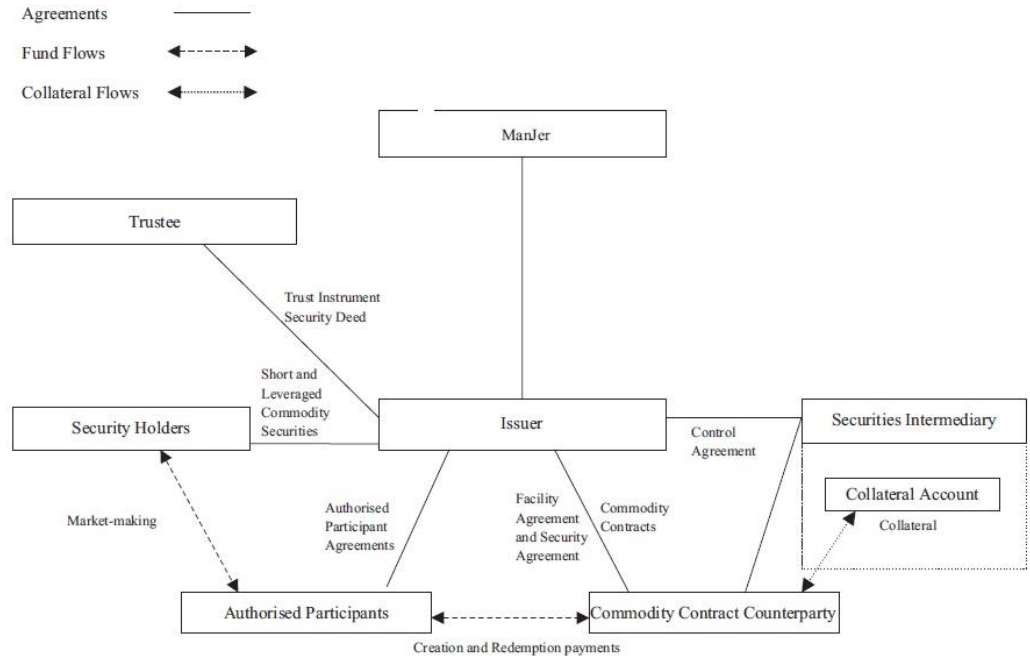 Agreements
Fund Flows
Collateral Flows
ManJer
Trustee
Trust Instrument
Security Deed
Short and
Leveraged
Commodity
Securities
Security Holders
Issuer
Control
Agreement
Securities Intermediary
Collateral Account
Collateral
Market-making
Authorised
Participant
Agreements
Facility
Agreement
and Security
Agreement
Commodity
Contracts
Authorised Participants
Commodity Contract Counterparty
Creation and Redemption payments